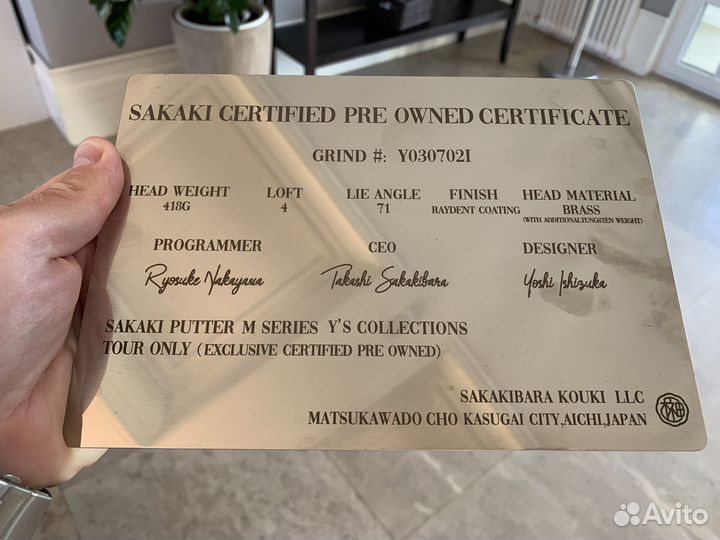 SAKAKI CERTIFIED PRE OWNED CERTIFICATE
GRIND #: Y030702I
HEAD WEIGHT LOFT LIE ANGLE FINISH HEAD MATERIAL
418G 4 71 RAYDENT COATING BRASS
(WITH ADDITIONALTUNGSTEN WEIGHT)
PROGRAMMER CEO DESIGNER
Ryosuke Nakayama Takashi Sakakibara Yoshi Ishizuka
SAKAKI PUTTER M SERIES Y'S COLLECTIONS
TOUR ONLY (EXCLUSIVE CERTIFIED PRE OWNED)
SAKAKIBARA KOUKI LLC
MATSUKAWADO CHO KASUGAI CITY,AICHI,JAPAN
Avito